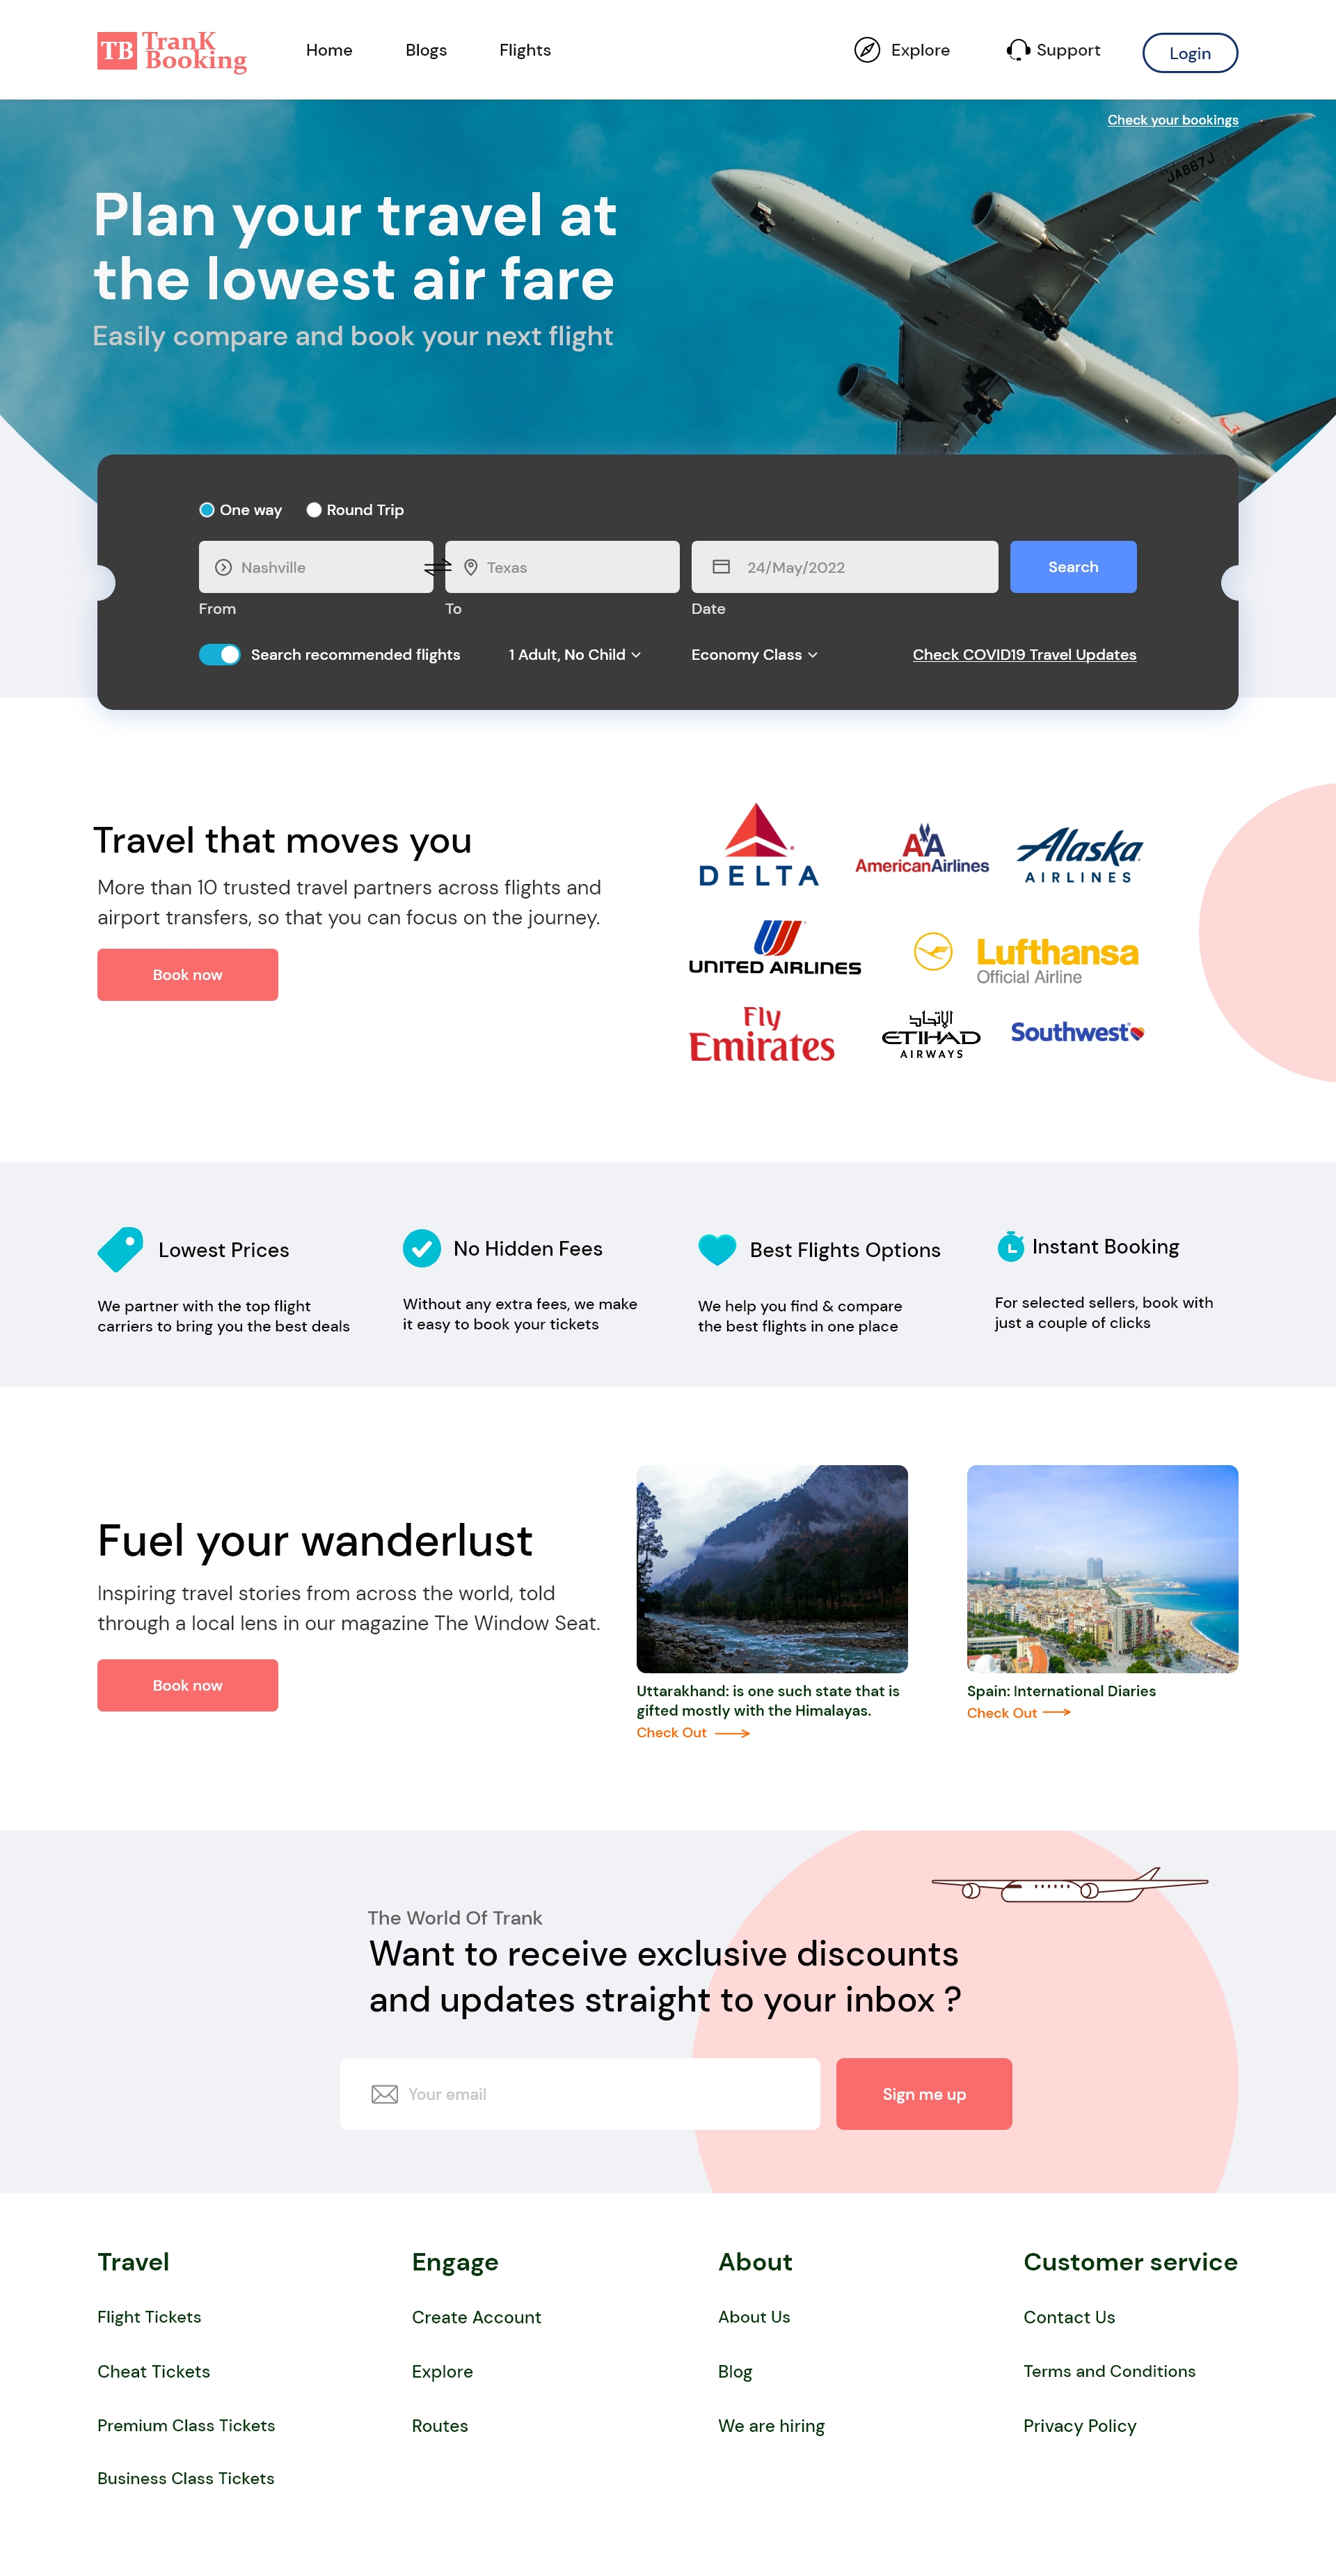 TB
TranK
Booking
Home
Blogs
Flights
Explore
Support
Login
Check your bookings
JA867J
Plan your travel at
the lowest air fare
Easily compare and book your next flight
One way
Round Trip
Nashville
Texas
24/May/2022
Search
From
To
Date
Search recommended flights
1 Adult, No Child
Economy Class
Check COVID19 Travel Updates
Travel that moves you
More than 10 trusted travel partners across flights and
airport transfers, so that you can focus on the journey.
Book now
DELTA
AA
AmericanAirlines
Alaska
AIRLINES
UNITED AIRLINES
Lufthansa
Official Airline
Fly
Emirates
الإتحاد
ETIHAD
AIRWAYS
Southwest
Lowest Prices
We partner with the top flight
carriers to bring you the best deals
No Hidden Fees
Without any extra fees, we make
it easy to book your tickets
Best Flights Options
We help you find & compare
the best flights in one place
Instant Booking
For selected sellers, book with
just a couple of clicks
Fuel your wanderlust
Inspiring travel stories from across the world, told
through a local lens in our magazine The Window Seat.
Book now
Uttarakhand: is one such state that is
gifted mostly with the Himalayas.
Check Out
Spain: International Diaries
Check Out
The World Of Trank
Want to receive exclusive discounts
and updates straight to your inbox ?
Your email
Sign me up
Travel
Flight Tickets
Cheat Tickets
Premium Class Tickets
Business Class Tickets
Engage
Create Account
Explore
Routes
About
About Us
Blog
We are hiring
Customer service
Contact Us
Terms and Conditions
Privacy Policy